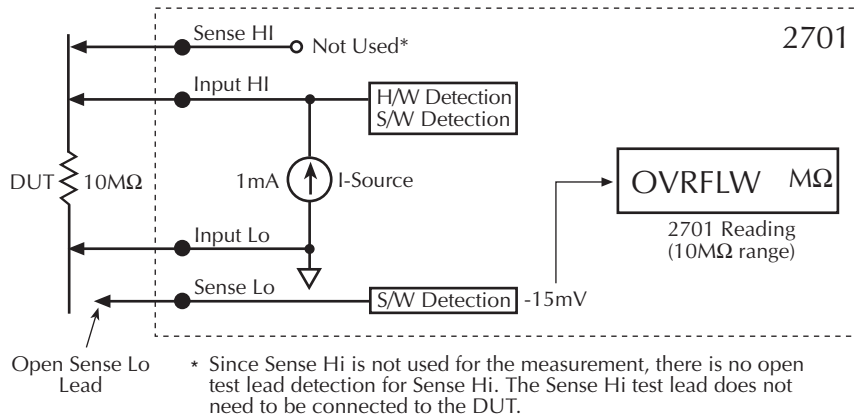 Sense HI
Not Used*
2701
Input HI
H/W Detection
S/W Detection
DUT
10MΩ
1mA
I-Source
OVRFLW MΩ
2701 Reading
(10MΩ range)
Input Lo
Sense Lo
S/W Detection
-15mV
Open Sense Lo
Lead
* Since Sense Hi is not used for the measurement, there is no open
test lead detection for Sense Hi. The Sense Hi test lead does not
need to be connected to the DUT.